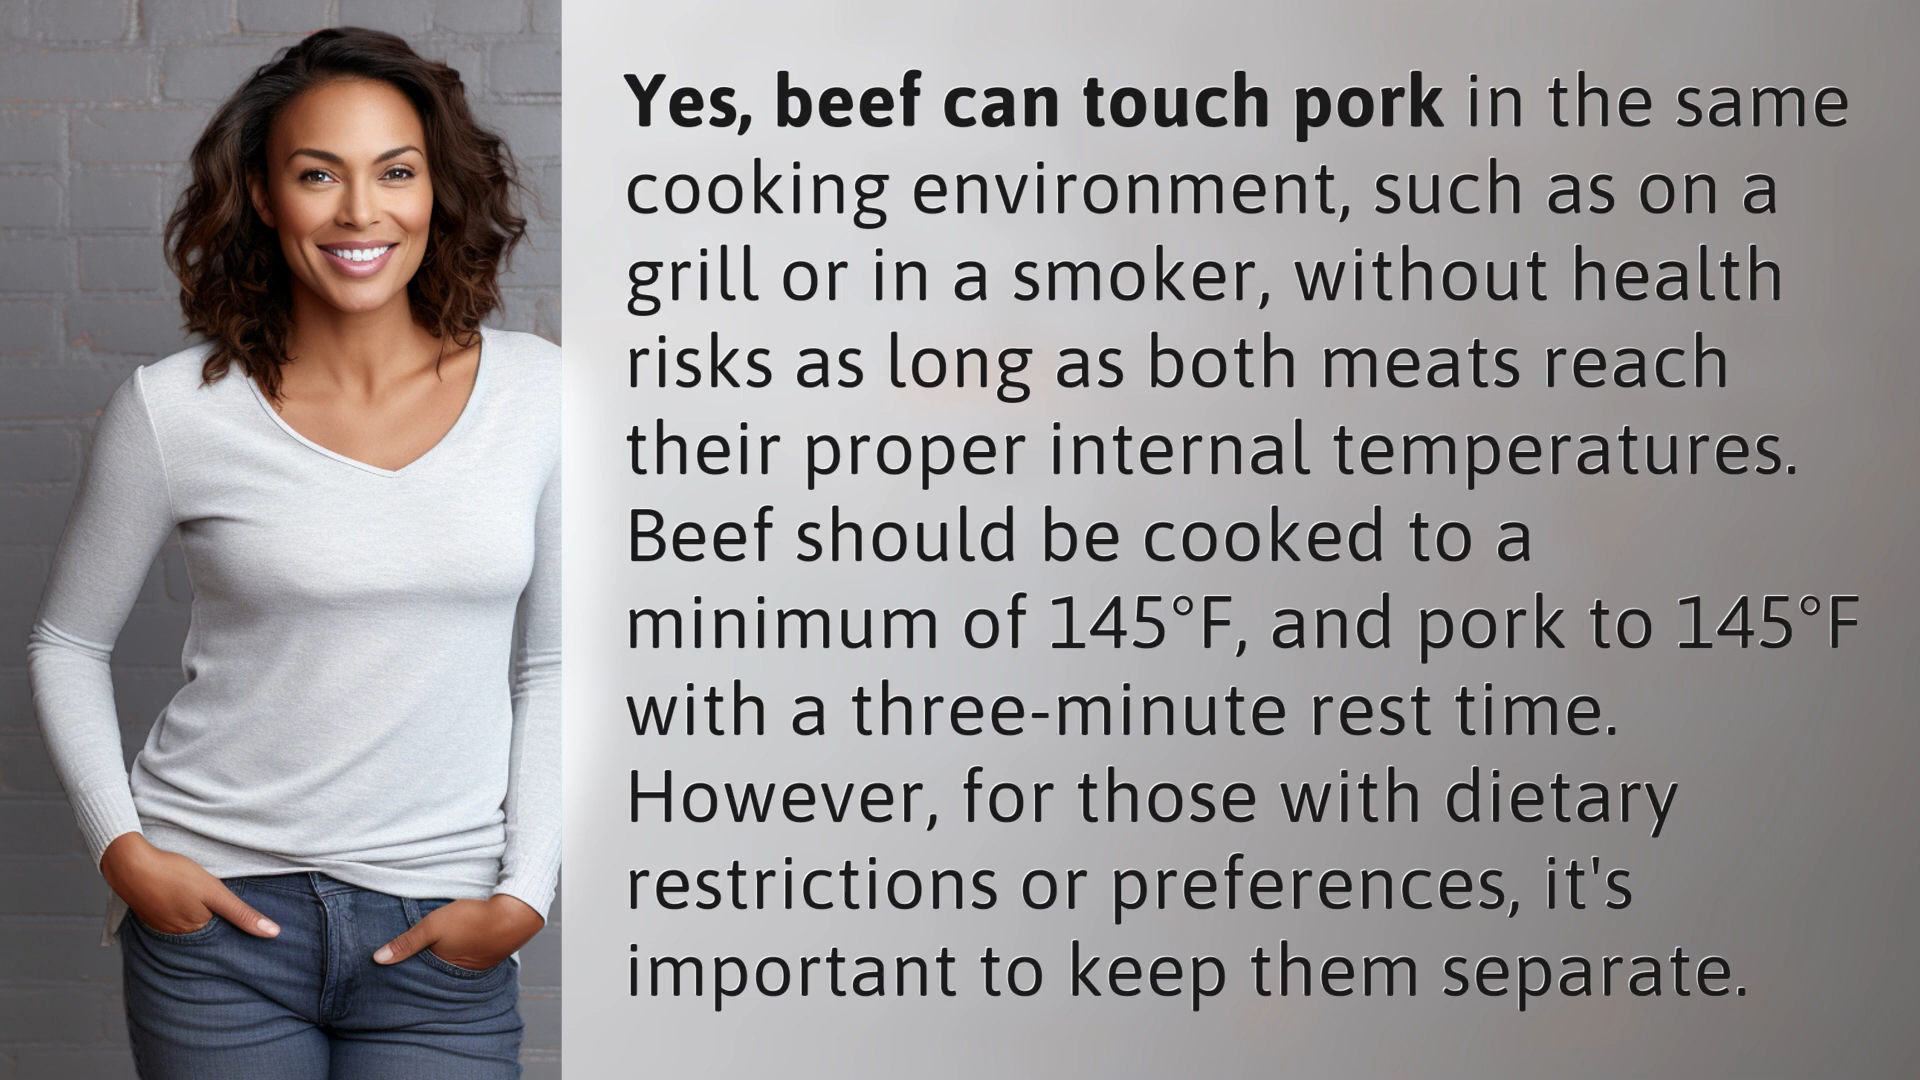 Yes, beef can touch pork in the same
cooking environment, such as on a
grill or in a smoker, without health
risks as long as both meats reach
their proper internal temperatures.
Beef should be cooked to a
minimum of 145°F, and pork to 145°F
with a three-minute rest time.
However, for those with dietary
restrictions or preferences, it's
important to keep them separate.